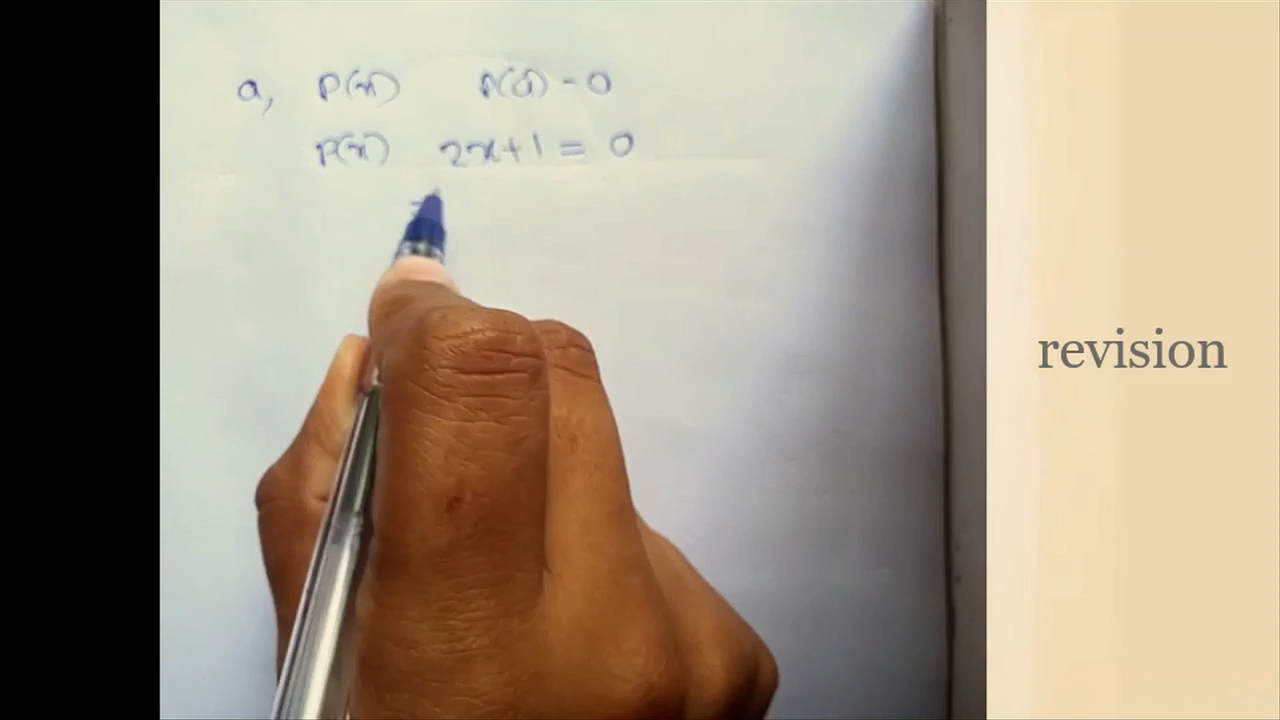 a, P(x) P(a) - 0
P(x) 2x+1 = 0
revision